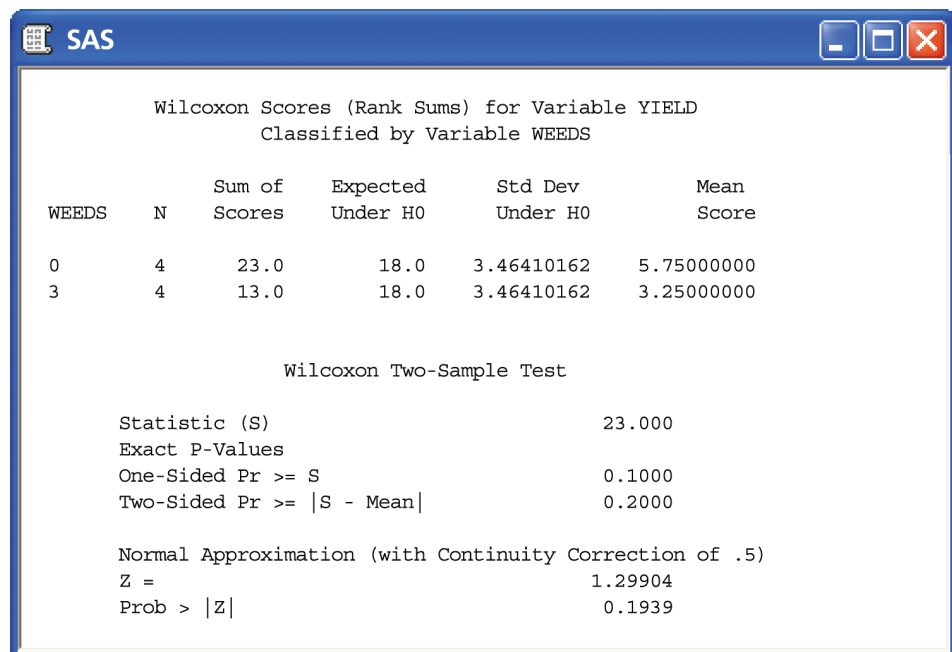 SAS
Wilcoxon Scores (Rank Sums) for Variable YIELD
Classified by Variable WEEDS
Sum of Expected Std Dev Mean
WEEDS N Scores Under H0 Under H0 Score
0 4 23.0 18.0 3.46410162 5.75000000
3 4 13.0 18.0 3.46410162 3.25000000
Wilcoxon Two-Sample Test
Statistic (S) 23.000
Exact P-Values
One-Sided Pr >= S 0.1000
Two-Sided Pr >= |S - Mean| 0.2000
Normal Approximation (with Continuity Correction of .5)
Z = 1.29904
Prob > |Z| 0.1939